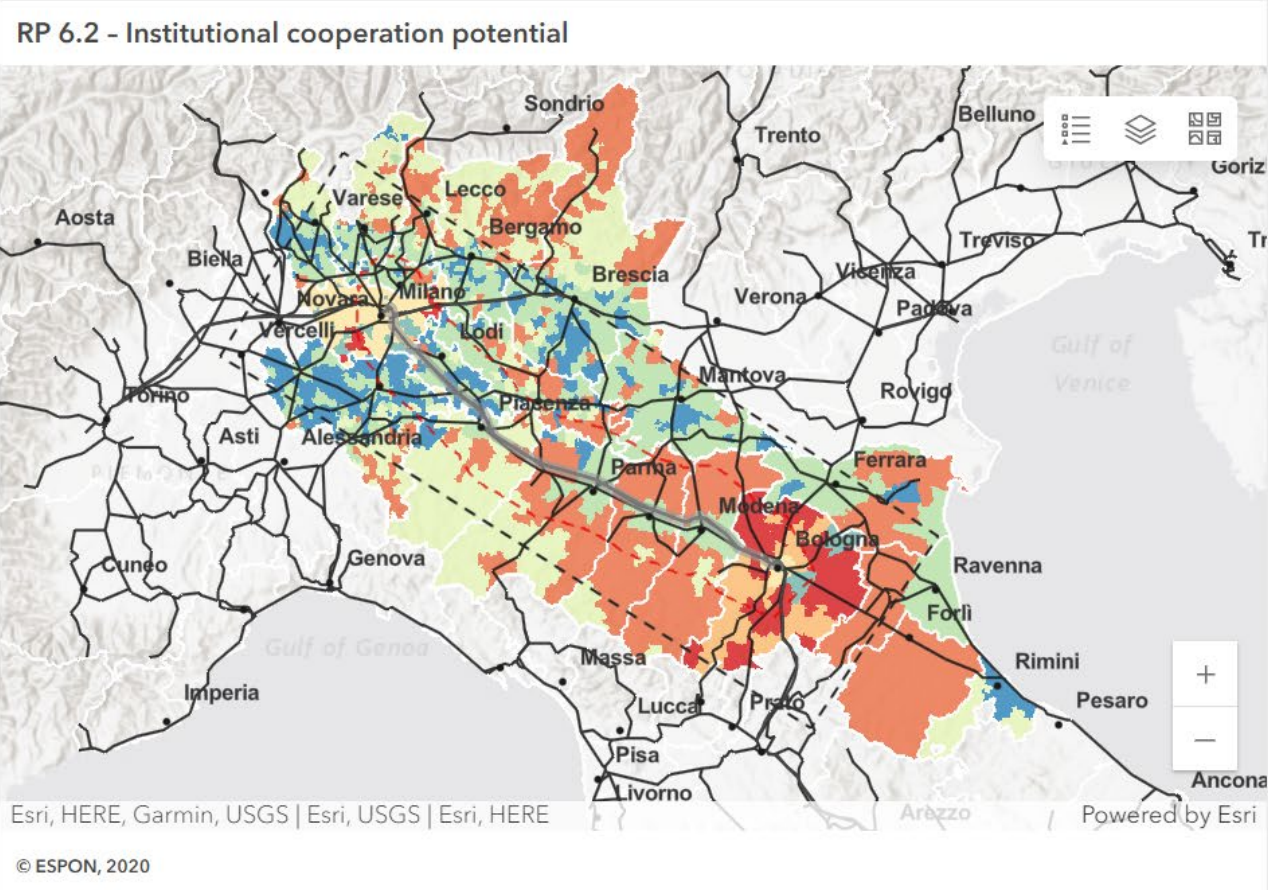 RP 6.2 – Institutional cooperation potential
Sondrio
Belluno
Trento
Goriz
Lecco
Varese
Aosta
Bergamo
Treviso
Tr
Biella
Brescia
Vicenza
Milano
Verona
Novara
Padova
Vercelli
Lodi
Gulf of
Venice
Mantova
Torino
Rovigo
Piacenza
Asti
Alessandria
Ferrara
Parma
PIEMONTE
Modena
Bologna
Genova
Cuneo
Ravenna
Forlì
Gulf of Genoa
Massa
Rimini
Imperia
Lucca
Prato
Pesaro
Pisa
Ancona
Livorno
Arezzo
Esri, HERE, Garmin, USGS | Esri, USGS | Esri, HERE
Powered by Esri
© ESPON, 2020